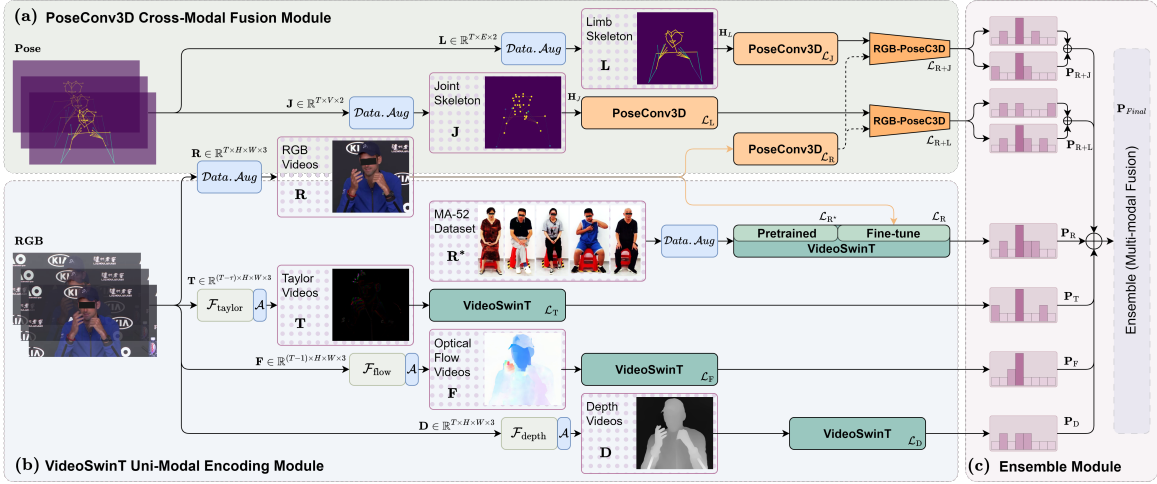 (a) PoseConv3D Cross-Modal Fusion Module
Pose
L ∈ ℝ^{T×E×2}
Data. Aug
Limb
Skeleton
L
H_L
PoseConv3D
ℒ_J
RGB-PoseC3D
ℒ_{R+J}
J ∈ ℝ^{T×V×2}
Data. Aug
Joint
Skeleton
J
H_J
PoseConv3D
ℒ_L
RGB-PoseC3D
ℒ_{R+L}
R ∈ ℝ^{T×H×W×3}
Data. Aug
RGB
Videos
R
KIA
PoseConv3D
ℒ_R
RGB
KIA
KIA
MA-52
Dataset
R*
Data. Aug
ℒ_{R*}
ℒ_R
Pretrained
Fine-tune
VideoSwinT
T ∈ ℝ^{(T−τ)×H×W×3}
ℱ_taylor
𝒜
Taylor
Videos
T
VideoSwinT
ℒ_T
F ∈ ℝ^{(T−1)×H×W×3}
ℱ_flow
𝒜
Optical
Flow
Videos
F
VideoSwinT
ℒ_F
D ∈ ℝ^{T×H×W×3}
ℱ_depth
𝒜
Depth
Videos
D
VideoSwinT
ℒ_D
(b) VideoSwinT Uni-Modal Encoding Module
P_{R+J}
P_{R+L}
P_R
P_T
P_F
P_D
P_{Final}
Ensemble (Multi-modal Fusion)
(c) Ensemble Module